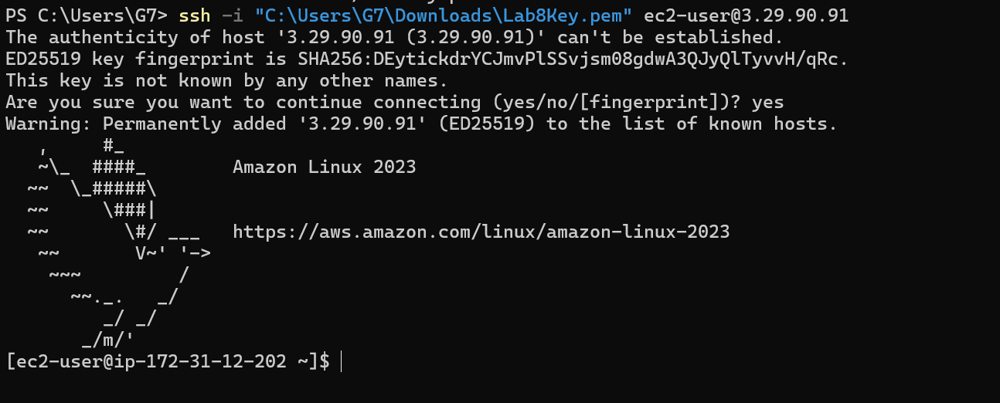 PS C:\Users\G7> ssh -i "C:\Users\G7\Downloads\Lab8Key.pem" ec2-user@3.29.90.91
The authenticity of host '3.29.90.91 (3.29.90.91)' can't be established.
ED25519 key fingerprint is SHA256:DEytickdrYCJmvPlSSvjsm08gdwA3QJyQlTyvvH/qRc.
This key is not known by any other names.
Are you sure you want to continue connecting (yes/no/[fingerprint])? yes
Warning: Permanently added '3.29.90.91' (ED25519) to the list of known hosts.
   ,     #_
   ~\_  ####_        Amazon Linux 2023
  ~~  \_#####\
  ~~     \###|
  ~~       \#/ ___   https://aws.amazon.com/linux/amazon-linux-2023
   ~~       V~' '->
    ~~~         /
      ~~._.   _/
         _/ _/
       _/m/'
[ec2-user@ip-172-31-12-202 ~]$